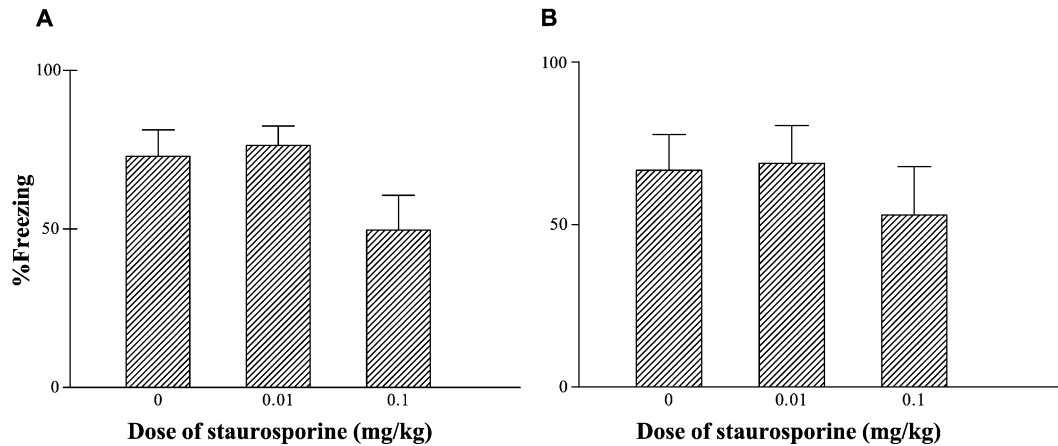 A
B
100
50
0
%Freezing
0 0.01 0.1
Dose of staurosporine (mg/kg)
100
50
0
0 0.01 0.1
Dose of staurosporine (mg/kg)